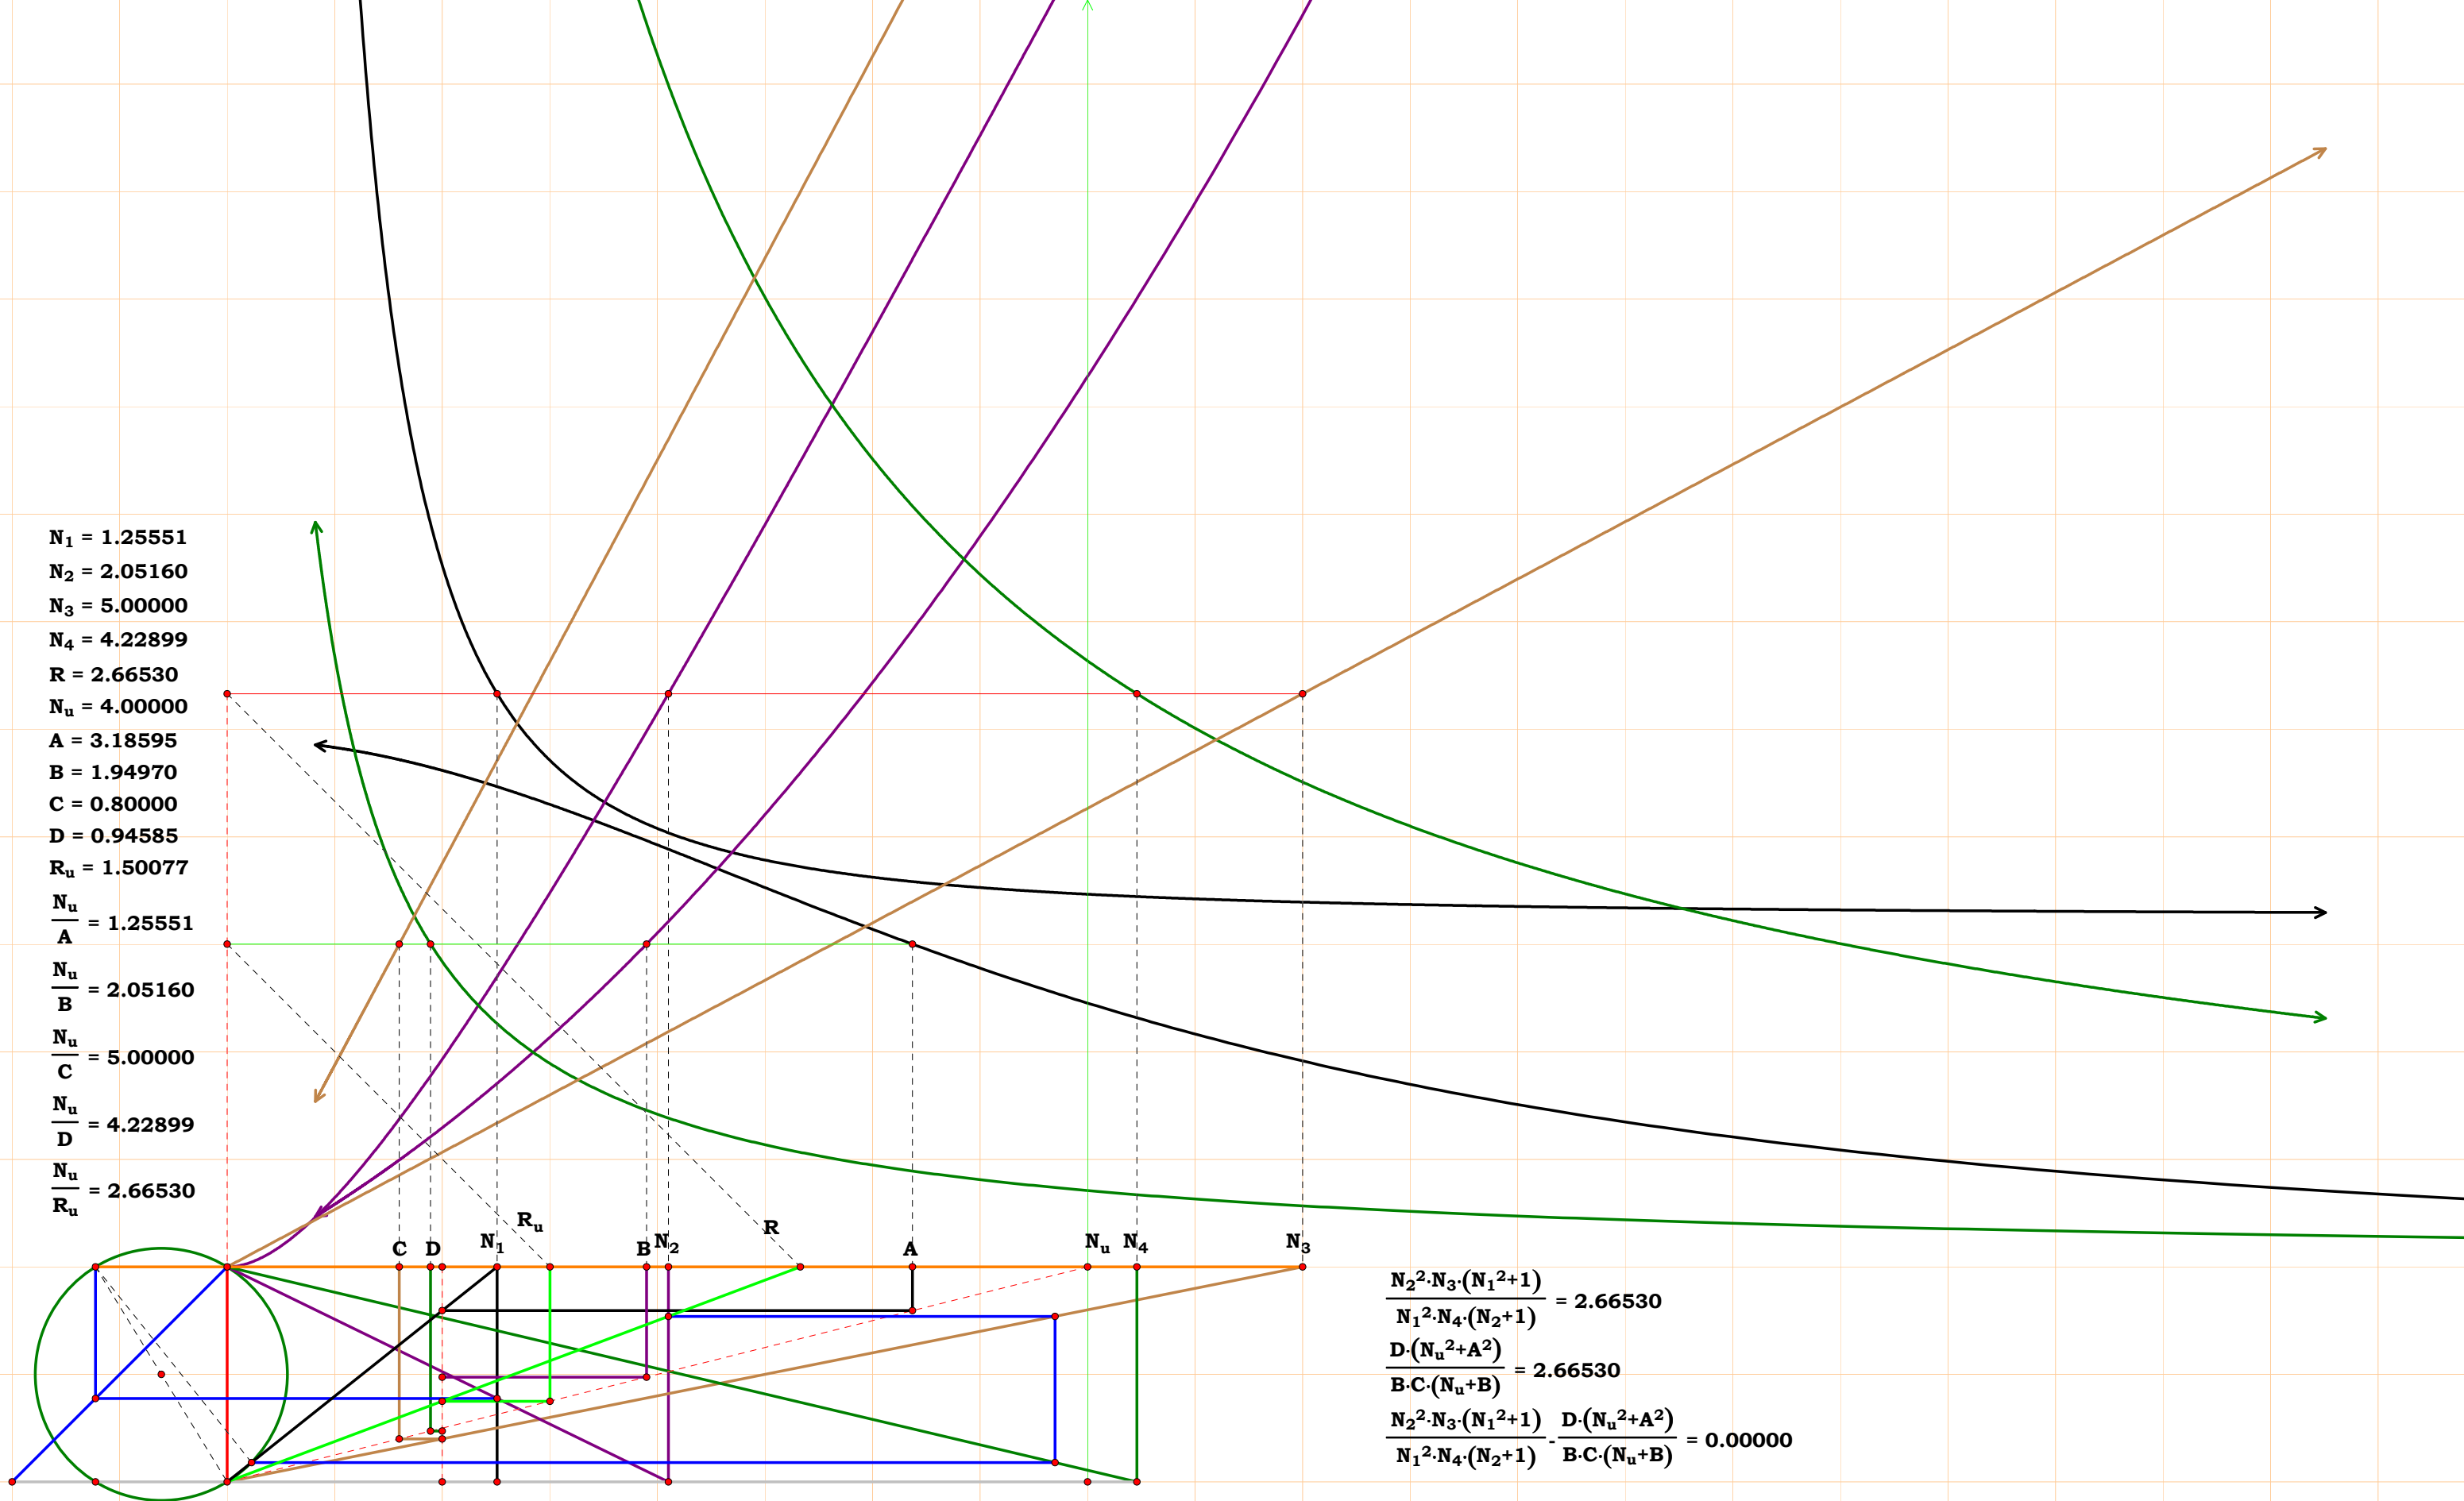 N₁ = 1.25551
N₂ = 2.05160
N₃ = 5.00000
N₄ = 4.22899
R = 2.66530
Nᵤ = 4.00000
A = 3.18595
B = 1.94970
C = 0.80000
D = 0.94585
Rᵤ = 1.50077
Nᵤ/A = 1.25551
Nᵤ/B = 2.05160
Nᵤ/C = 5.00000
Nᵤ/D = 4.22899
Nᵤ/Rᵤ = 2.66530
C D N₁ Rᵤ B N₂ R A Nᵤ N₄ N₃
N₂²·N₃·(N₁²+1)/N₁²·N₄·(N₂+1) = 2.66530
D·(Nᵤ²+A²)/B·C·(Nᵤ+B) = 2.66530
N₂²·N₃·(N₁²+1)/N₁²·N₄·(N₂+1) - D·(Nᵤ²+A²)/B·C·(Nᵤ+B) = 0.00000